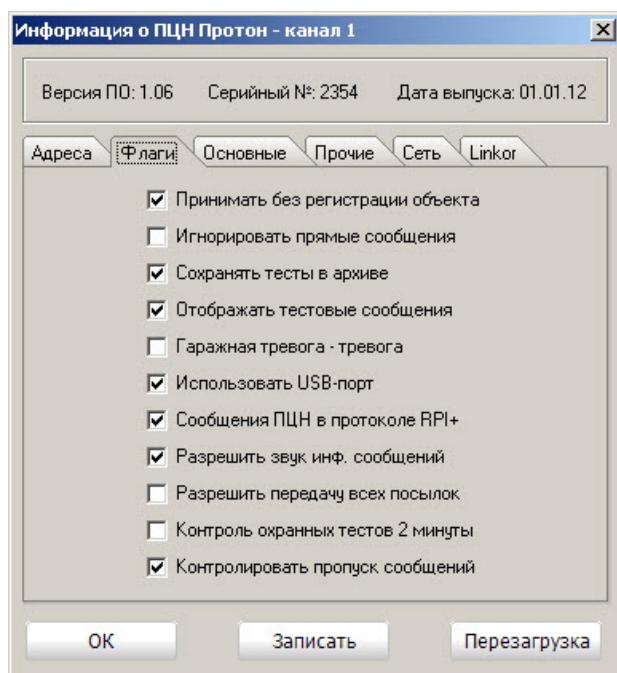 Информация о ПЦН Протон - канал 1
Версия ПО: 1.06 Серийный №: 2354 Дата выпуска: 01.01.12
Адреса Флаги Основные Прочие Сеть Linkor
Принимать без регистрации объекта
Игнорировать прямые сообщения
Сохранять тесты в архиве
Отображать тестовые сообщения
Гаражная тревога - тревога
Использовать USB-порт
Сообщения ПЦН в протоколе RPI+
Разрешить звук инф. сообщений
Разрешить передачу всех посылок
Контроль охранных тестов 2 минуты
Контролировать пропуск сообщений
ОК Записать Перезагрузка